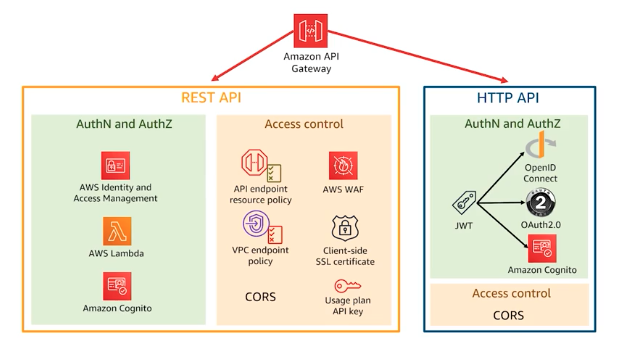 Amazon API
Gateway
REST API
AuthN and AuthZ
AWS Identity and
Access Management
AWS Lambda
Amazon Cognito
Access control
API endpoint
resource policy
AWS WAF
VPC endpoint
policy
Client-side
SSL certificate
CORS
Usage plan
API key
HTTP API
AuthN and AuthZ
OpenID
Connect
JWT
2
OAuth2.0
Amazon Cognito
Access control
CORS